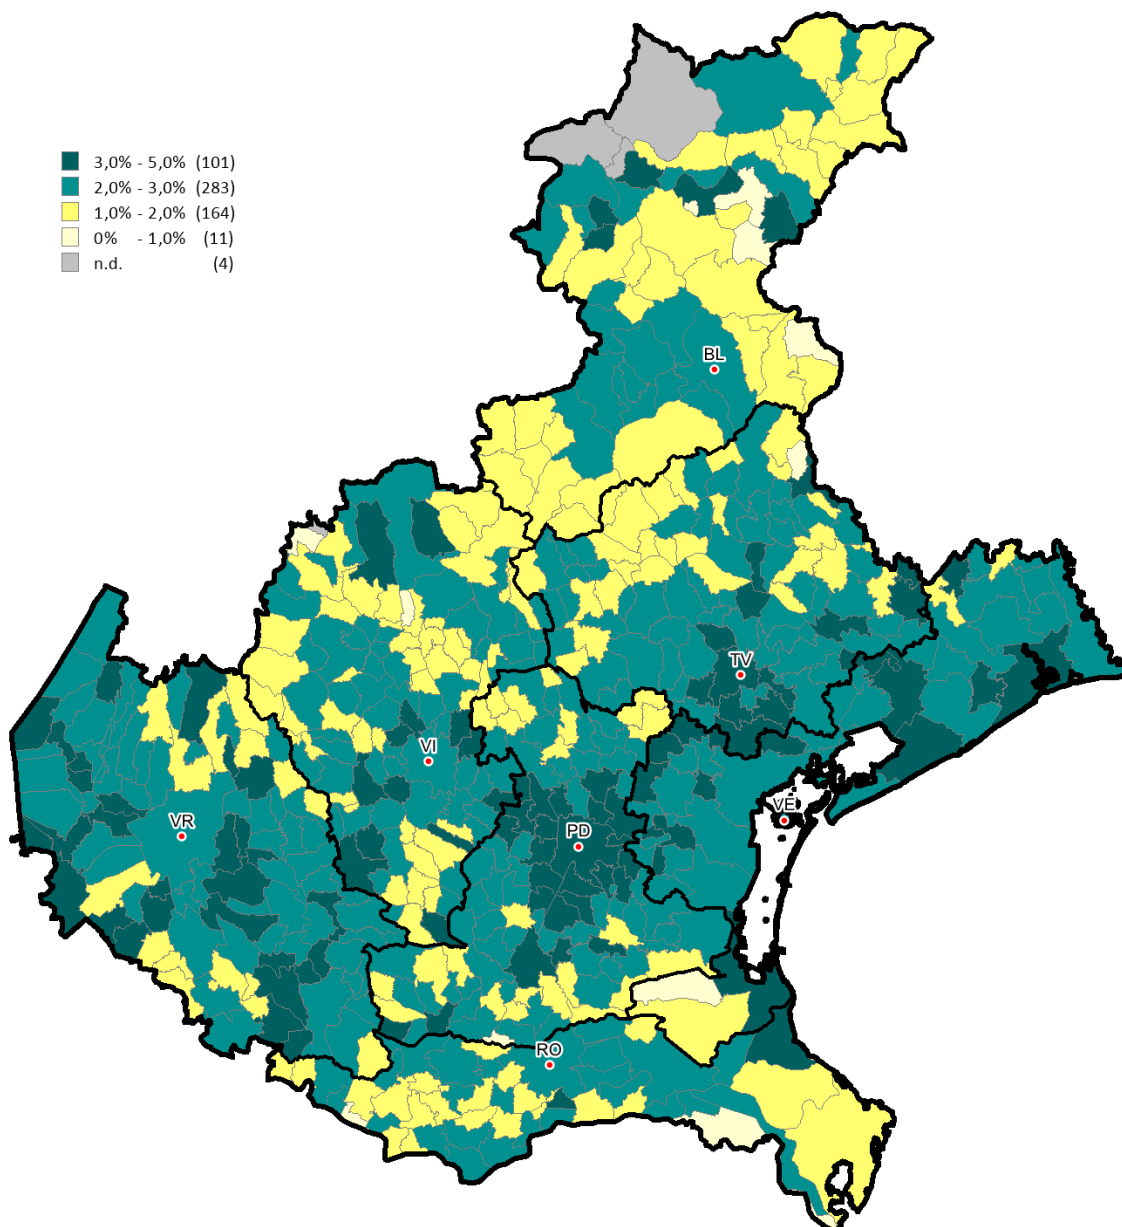 3,0% - 5,0% (101)
2,0% - 3,0% (283)
1,0% - 2,0% (164)
0% - 1,0% (11)
n.d. (4)
BL
TV
VI
VE
VR
PD
RO